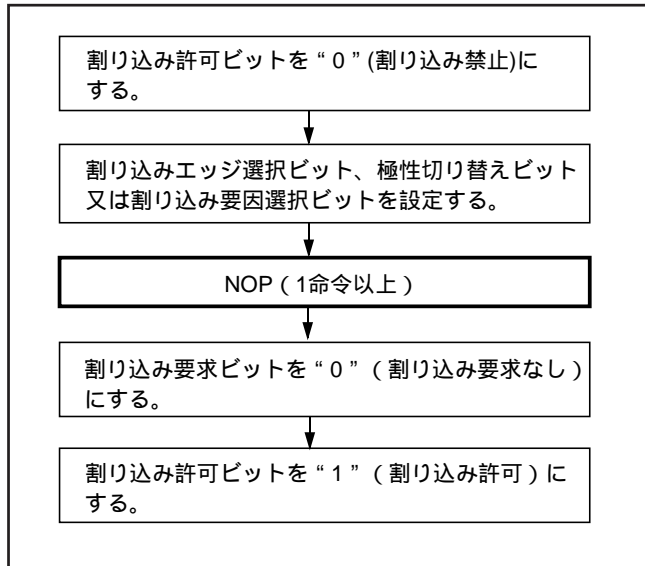 割り込み許可ビットを“0”(割り込み禁止)に
する。
割り込みエッジ選択ビット、極性切り替えビット
又は割り込み要因選択ビットを設定する。
NOP（1命令以上）
割り込み要求ビットを“0”（割り込み要求なし）
にする。
割り込み許可ビットを“1”（割り込み許可）に
する。